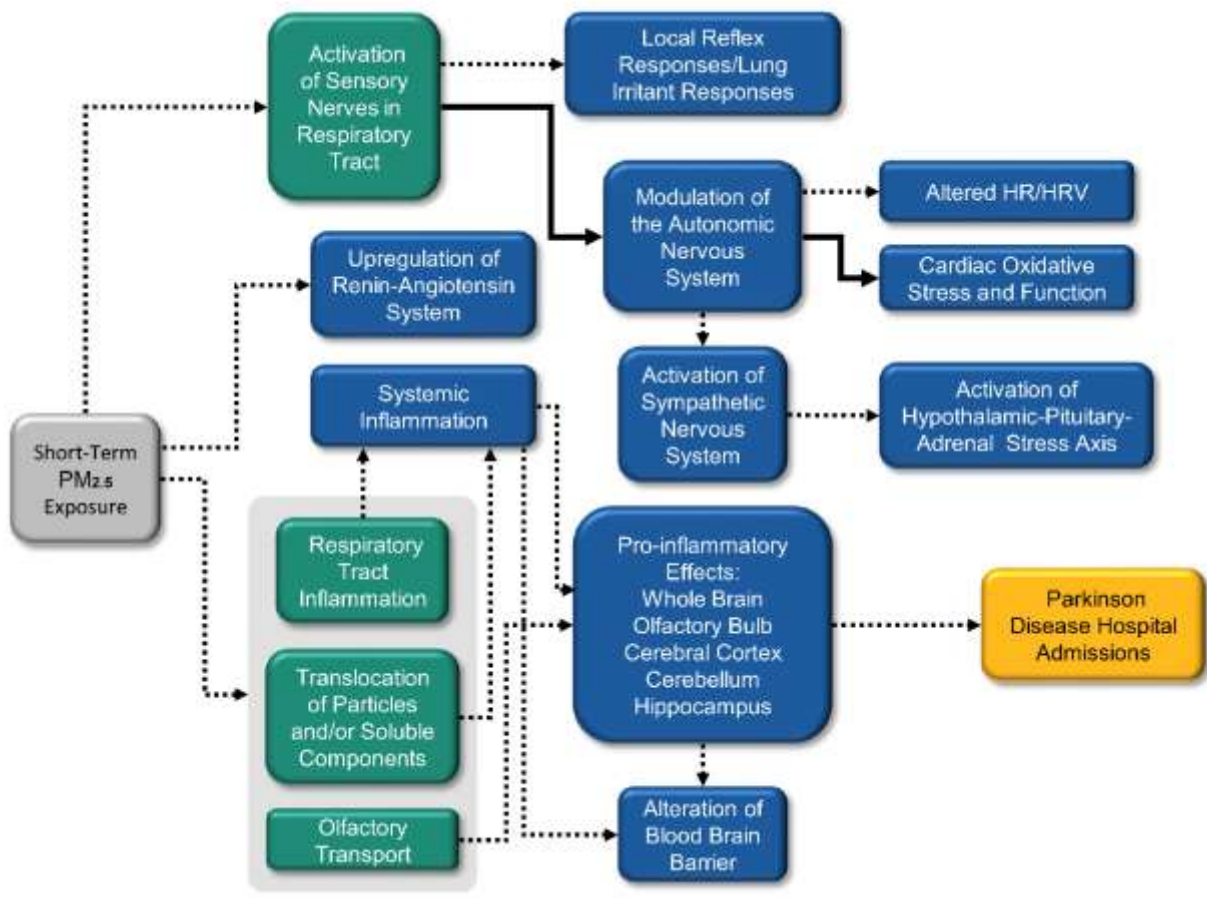 Activation
of Sensory
Nerves in
Respiratory
Tract
Local Reflex
Responses/Lung
Irritant Responses
Modulation of
the Autonomic
Nervous
System
Altered HR/HRV
Cardiac Oxidative
Stress and Function
Upregulation of
Renin-Angiotensin
System
Activation of
Sympathetic
Nervous
System
Activation of
Hypothalamic-Pituitary-
Adrenal Stress Axis
Systemic
Inflammation
Short-Term
PM2.5
Exposure
Respiratory
Tract
Inflammation
Translocation
of Particles
and/or Soluble
Components
Olfactory
Transport
Pro-inflammatory
Effects:
Whole Brain
Olfactory Bulb
Cerebral Cortex
Cerebellum
Hippocampus
Parkinson
Disease Hospital
Admissions
Alteration of
Blood Brain
Barrier